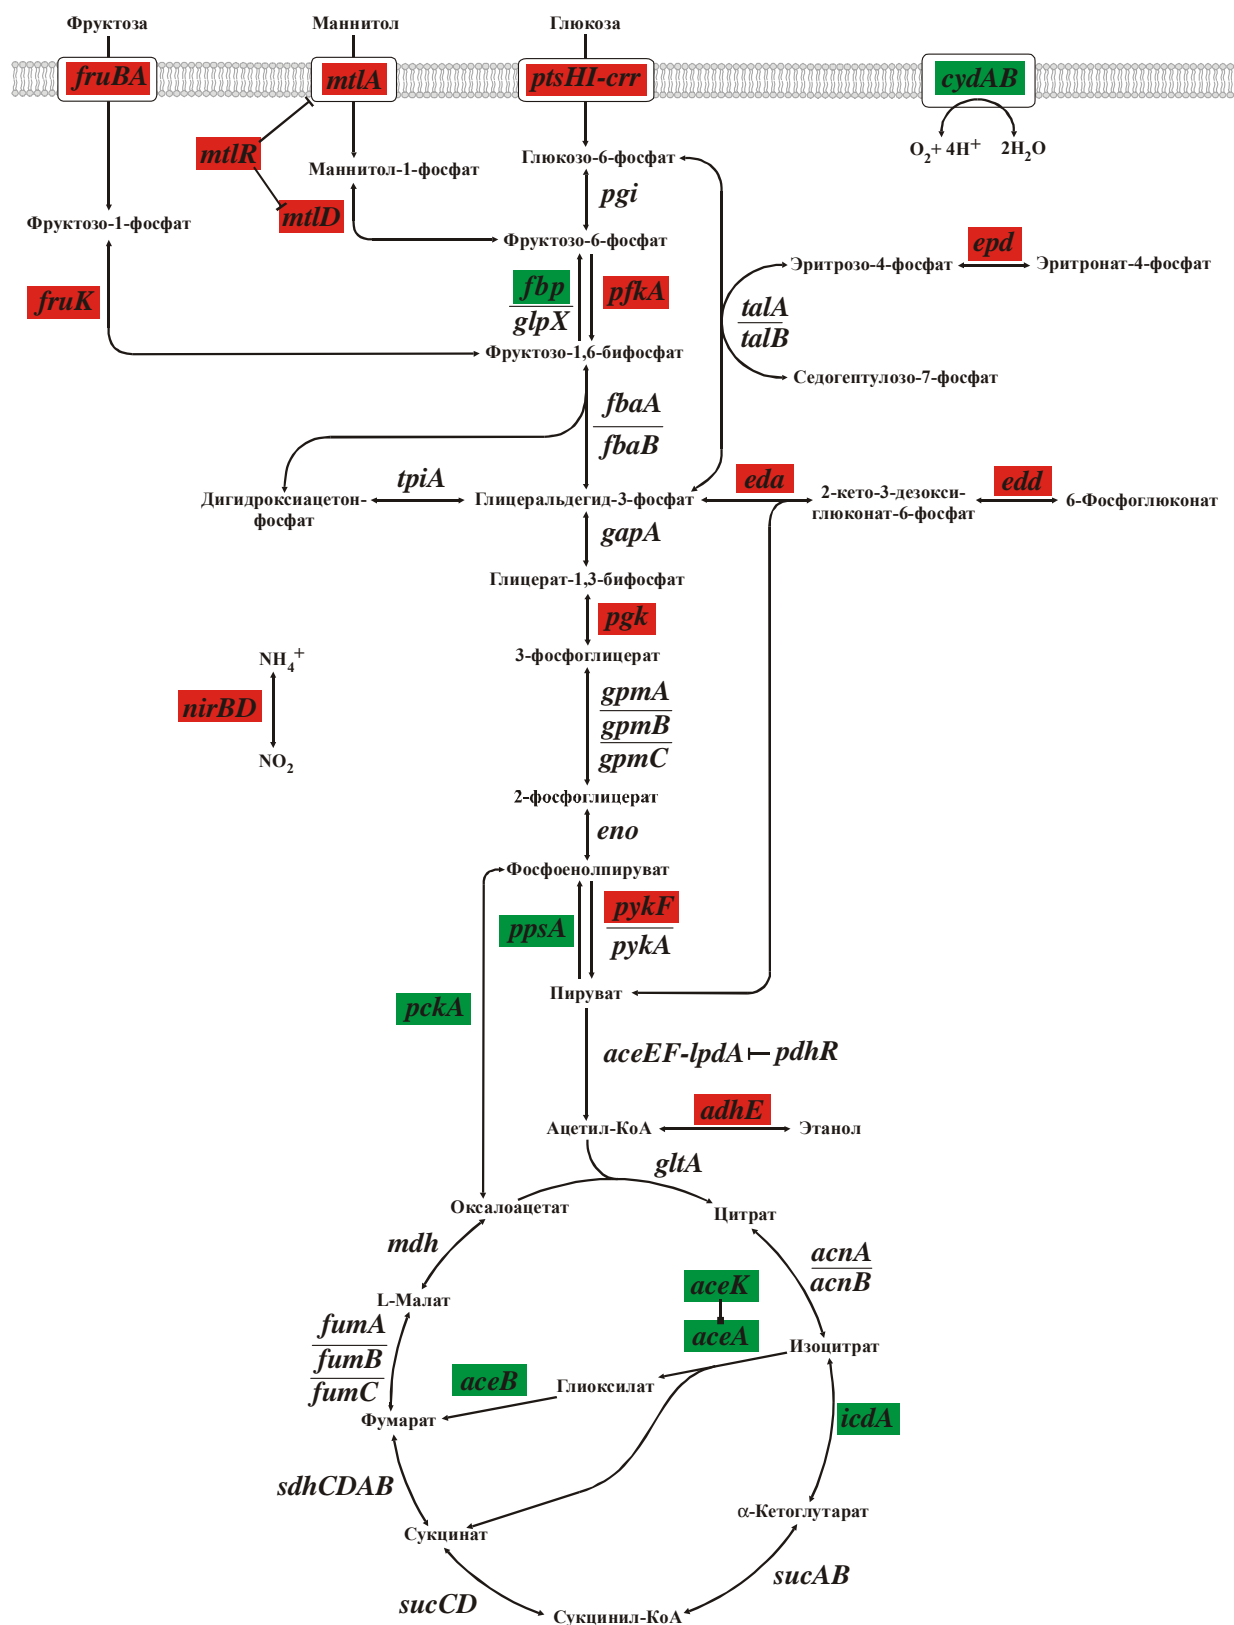 Фруктоза
Маннитол
Глюкоза
fruBA
mtlA
ptsHI-crr
cydAB
O2+ 4H+
2H2O
mtlR
Глюкозо-6-фосфат
Маннитол-1-фосфат
pgi
mtlD
Фруктозо-1-фосфат
Фруктозо-6-фосфат
epd
Эритрозо-4-фосфат
Эритронат-4-фосфат
fruK
fbp
glpX
pfkA
talA
talB
Фруктозо-1,6-бифосфат
Седогептулозо-7-фосфат
fbaA
fbaB
tpiA
eda
edd
Дигидроксиацетон-
фосфат
Глицеральдегид-3-фосфат
2-кето-3-дезокси-
глюконат-6-фосфат
6-Фосфоглюконат
gapA
Глицерат-1,3-бифосфат
pgk
3-фосфоглицерат
NH4+
nirBD
NO2
gpmA
gpmB
gpmC
2-фосфоглицерат
eno
Фосфоенолпируват
ppsA
pykF
pykA
Пируват
pckA
aceEF-lpdA
pdhR
adhE
Ацетил-КоА
Этанол
gltA
Оксалоацетат
Цитрат
mdh
acnA
acnB
aceK
L-Малат
aceA
Изоцитрат
fumA
fumB
fumC
aceB
Глиоксилат
Фумарат
icdA
sdhCDAB
α-Кетоглутарат
Сукцинат
sucAB
sucCD
Сукцинил-КоА